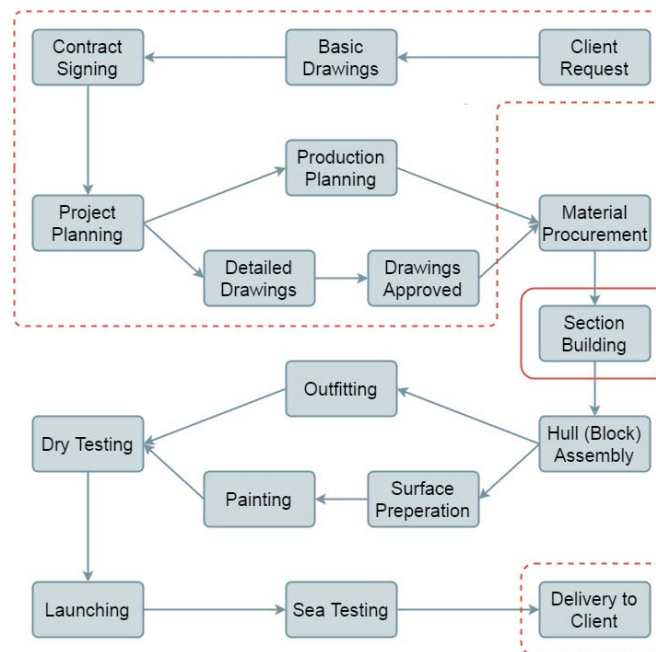 Contract
Signing
Basic
Drawings
Client
Request
Production
Planning
Project
Planning
Material
Procurement
Detailed
Drawings
Drawings
Approved
Section
Building
Outfitting
Dry Testing
Hull (Block)
Assembly
Painting
Surface
Preperation
Launching
Sea Testing
Delivery to
Client